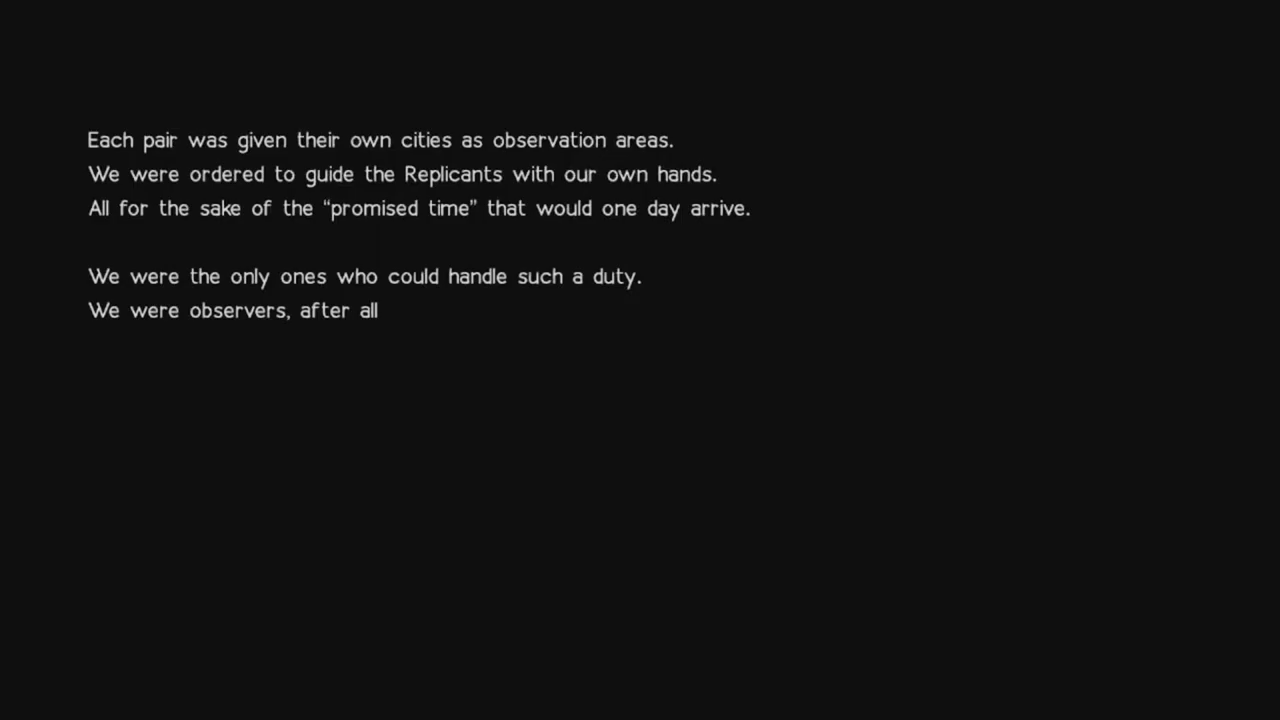 Each pair was given their own cities as observation areas.
We were ordered to guide the Replicants with our own hands.
All for the sake of the “promised time” that would one day arrive.
We were the only ones who could handle such a duty.
We were observers, after all